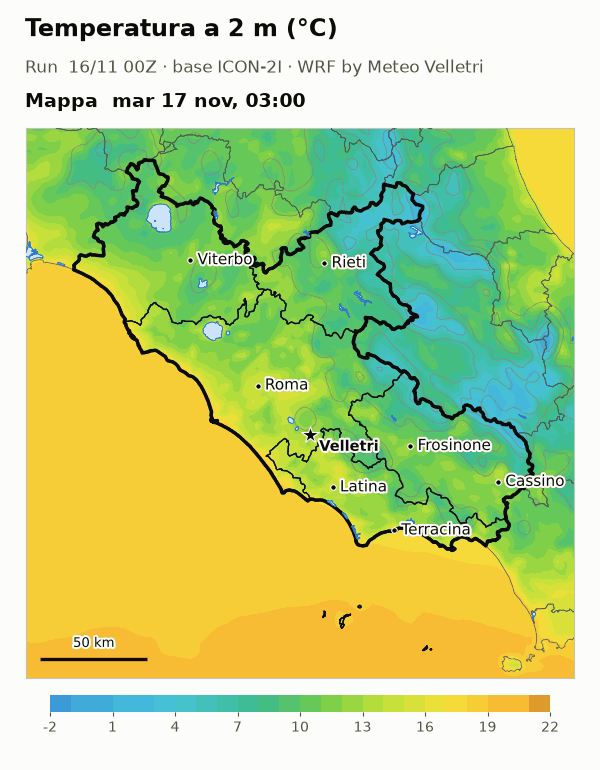 Temperatura a 2 m (°C)
Run  16/11 00Z · base ICON-2I · WRF by Meteo Velletri
Mappa  mar 17 nov, 03:00
Viterbo
Rieti
Roma
Velletri
Frosinone
Cassino
Latina
Terracina
50 km
-2 1 4 7 10 13 16 19 22